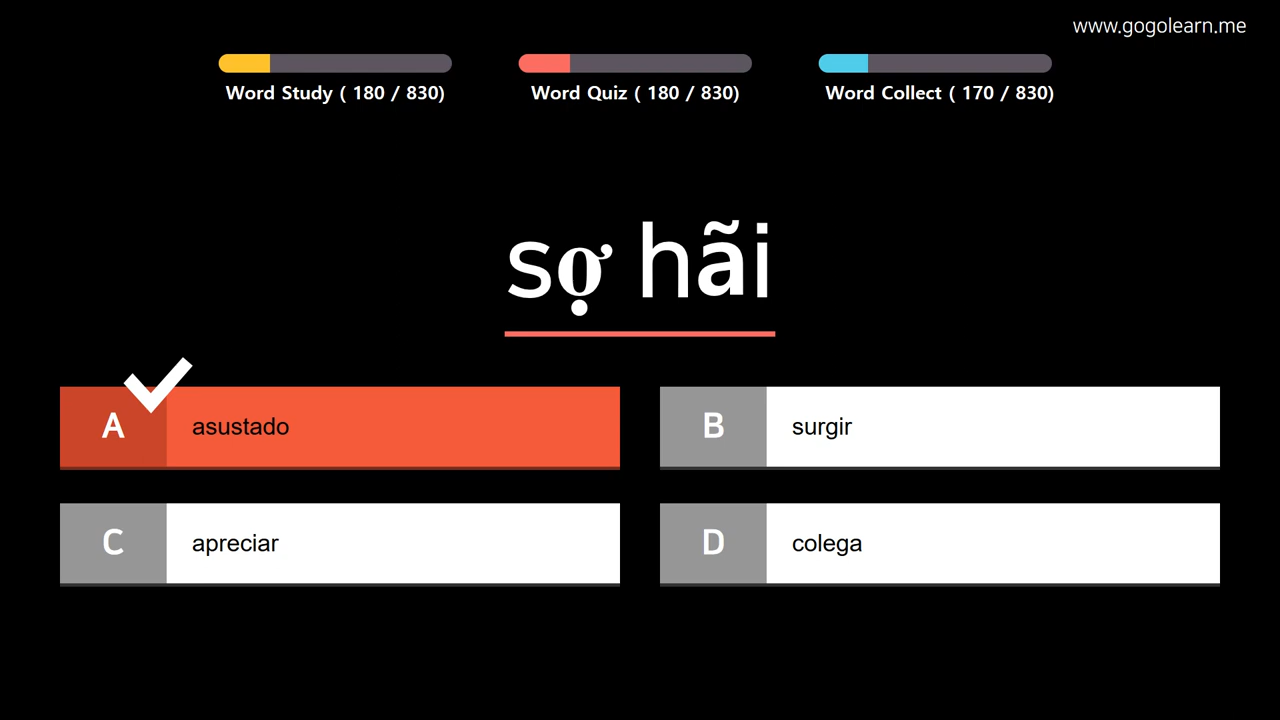 www.gogolearn.me
Word Study ( 180 / 830)
Word Quiz ( 180 / 830)
Word Collect ( 170 / 830)
sợ hãi
A asustado
B surgir
C apreciar
D colega